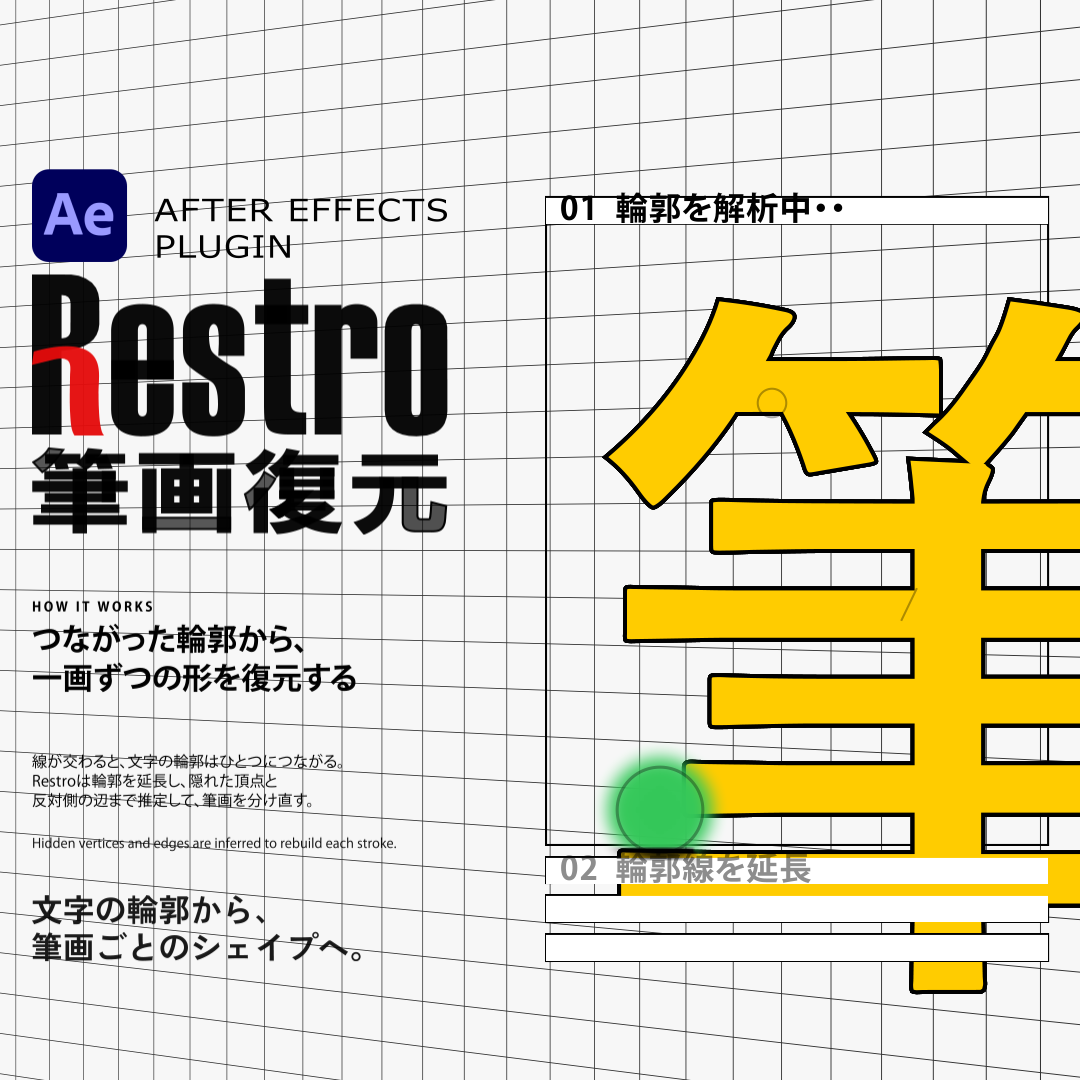 Ae
AFTER EFFECTS
PLUGIN
Restro
筆画復元
HOW IT WORKS
つながった輪郭から、
一画ずつの形を復元する
線が交わると、文字の輪郭はひとつにつながる。
Restroは輪郭を延長し、隠れた頂点と
反対側の辺まで推定して、筆画を分け直す。
Hidden vertices and edges are inferred to rebuild each stroke.
文字の輪郭から、
筆画ごとのシェイプへ。
01 輪郭を解析中・・
筆
02 輪郭線を延長